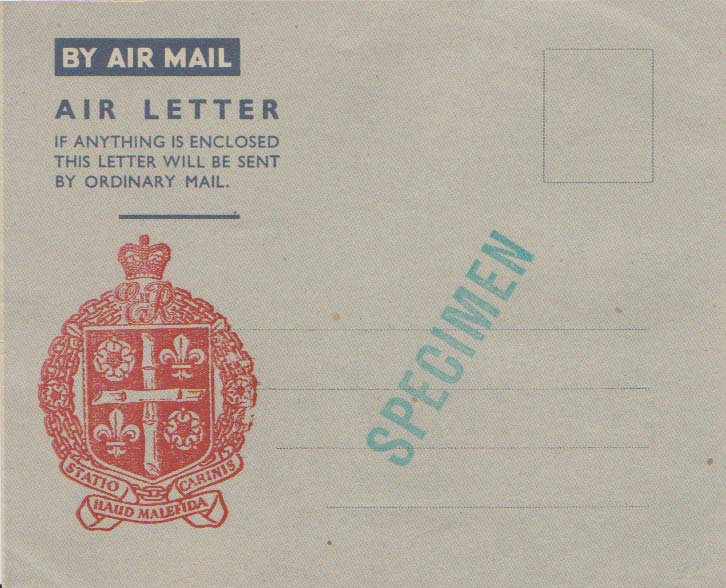 BY AIR MAIL
AIR LETTER
IF ANYTHING IS ENCLOSED
THIS LETTER WILL BE SENT
BY ORDINARY MAIL.
SPECIMEN
STATIO CARINIS
HAUD MALEFIDA